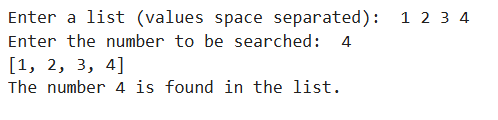 Enter a list (values space separated):  1 2 3 4
Enter the number to be searched:  4
[1, 2, 3, 4]
The number 4 is found in the list.